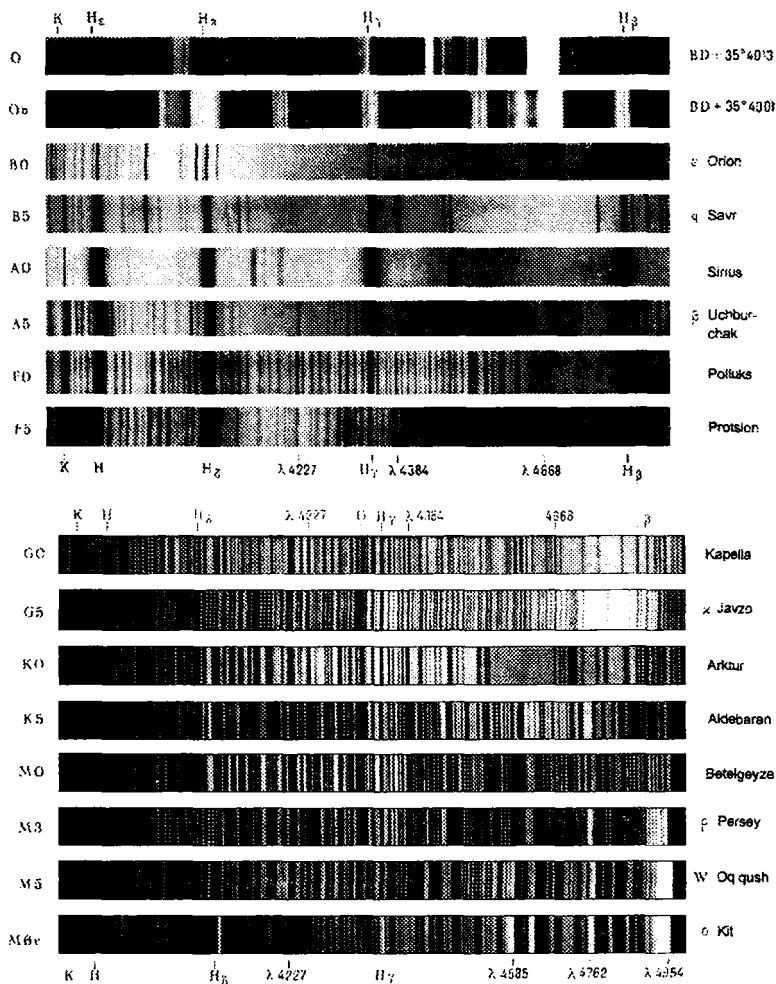 K Hε Hδ Hγ Hβ
O BD + 35°4013
Ob BD + 35°4001
B0 ε Orion
B5 q Savr
A0 Sirius
A5 β Uchbur-
chak
F0 Polluks
F5 Protsion
K H Hδ λ 4227 Hγ λ 4384 λ 4668 Hβ
K H Hδ λ 4227 G Hγ λ 4384 4668 β
G0 Kapella
G5 κ Javzo
K0 Arktur
K5 Aldebaran
M0 Betelgeyze
M3 ρ Persey
M5 W Oq qush
M6e o Kit
K H Hδ λ 4227 Hγ λ 4585 λ 4762 λ 4954